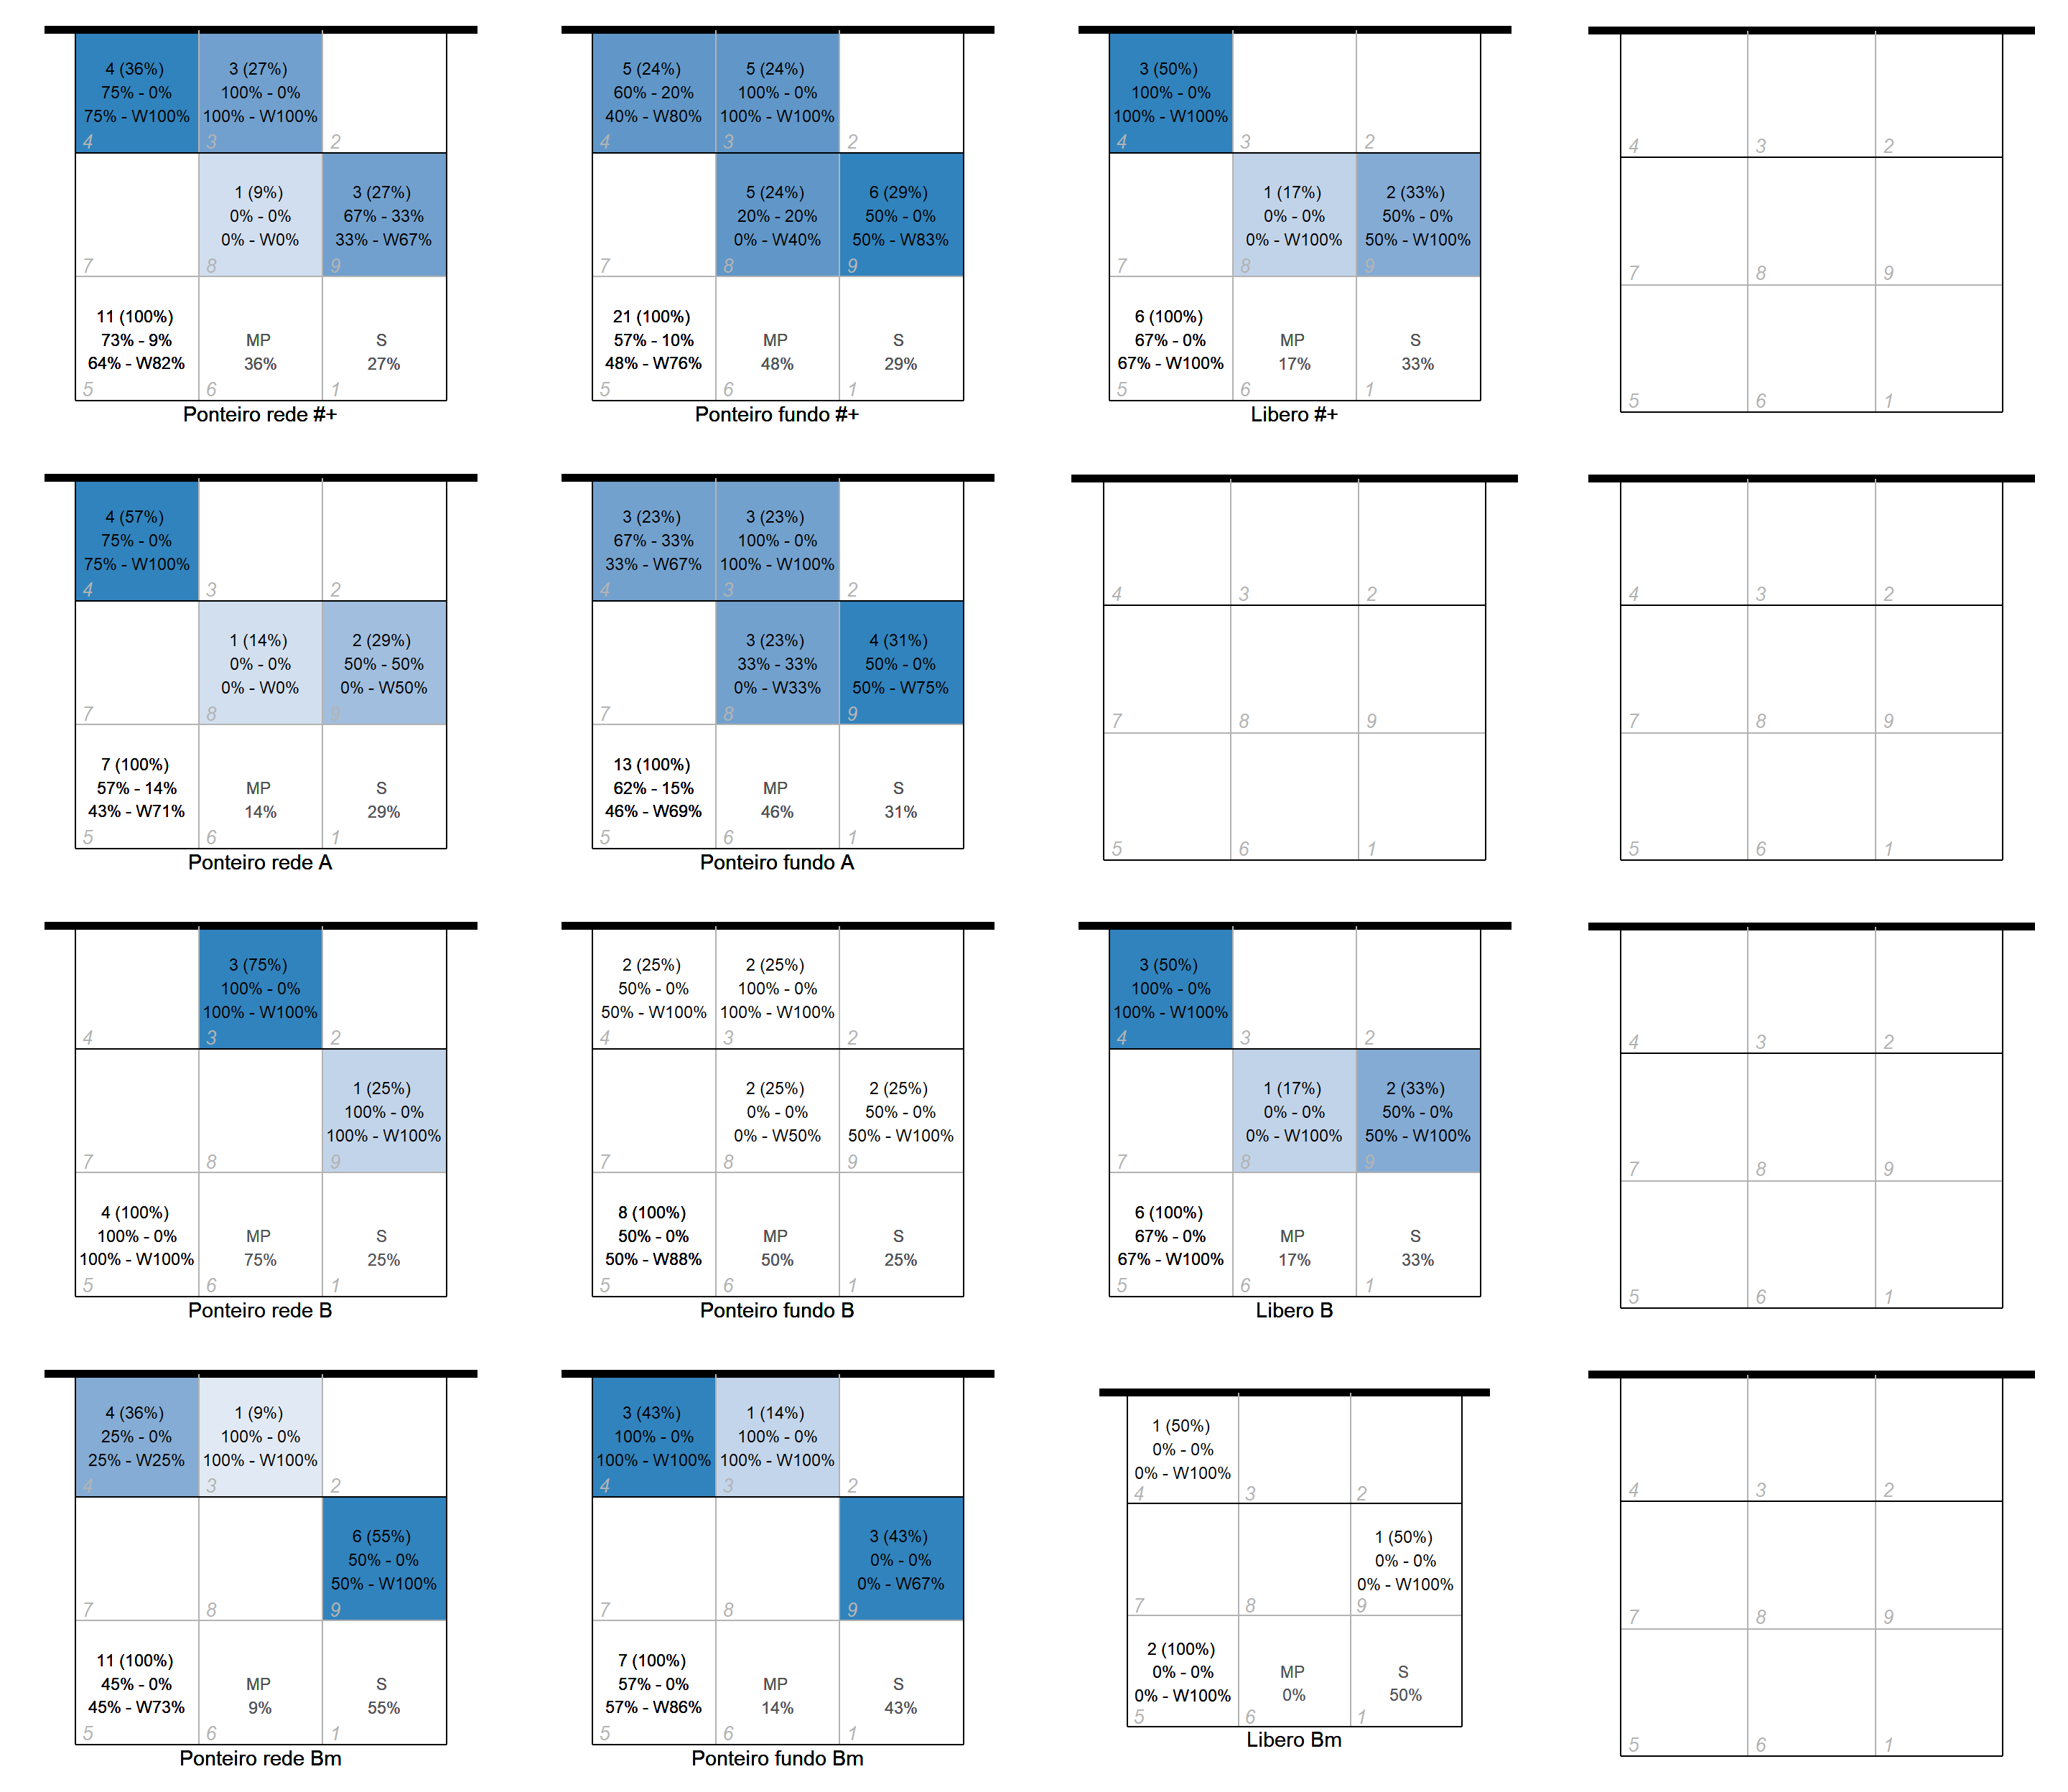 4 (36%)
75% - 0%
75% - W100%
4
3 (27%)
100% - 0%
100% - W100%
3
2
7
1 (9%)
0% - 0%
0% - W0%
8
3 (27%)
67% - 33%
33% - W67%
9
11 (100%)
73% - 9%
64% - W82%
5
MP
36%
6
S
27%
1
Ponteiro rede #+
5 (24%)
60% - 20%
40% - W80%
4
5 (24%)
100% - 0%
100% - W100%
3
2
7
5 (24%)
20% - 20%
0% - W40%
8
6 (29%)
50% - 0%
50% - W83%
9
21 (100%)
57% - 10%
48% - W76%
5
MP
48%
6
S
29%
1
Ponteiro fundo #+
3 (50%)
100% - 0%
100% - W100%
4
3
2
7
1 (17%)
0% - 0%
0% - W100%
8
2 (33%)
50% - 0%
50% - W100%
9
6 (100%)
67% - 0%
67% - W100%
5
MP
17%
6
S
33%
1
Libero #+
4
3
2
7
8
9
5
6
1
4 (57%)
75% - 0%
75% - W100%
4
3
2
7
1 (14%)
0% - 0%
0% - W0%
8
2 (29%)
50% - 50%
0% - W50%
9
7 (100%)
57% - 14%
43% - W71%
5
MP
14%
6
S
29%
1
Ponteiro rede A
3 (23%)
67% - 33%
33% - W67%
4
3 (23%)
100% - 0%
100% - W100%
3
2
7
3 (23%)
33% - 33%
0% - W33%
8
4 (31%)
50% - 0%
50% - W75%
9
13 (100%)
62% - 15%
46% - W69%
5
MP
46%
6
S
31%
1
Ponteiro fundo A
4
3
2
7
8
9
5
6
1
4
3
2
7
8
9
5
6
1
4
3 (75%)
100% - 0%
100% - W100%
3
2
7
8
1 (25%)
100% - 0%
100% - W100%
9
4 (100%)
100% - 0%
100% - W100%
5
MP
75%
6
S
25%
1
Ponteiro rede B
2 (25%)
50% - 0%
50% - W100%
4
2 (25%)
100% - 0%
100% - W100%
3
2
7
2 (25%)
0% - 0%
0% - W50%
8
2 (25%)
50% - 0%
50% - W100%
9
8 (100%)
50% - 0%
50% - W88%
5
MP
50%
6
S
25%
1
Ponteiro fundo B
3 (50%)
100% - 0%
100% - W100%
4
3
2
7
1 (17%)
0% - 0%
0% - W100%
8
2 (33%)
50% - 0%
50% - W100%
9
6 (100%)
67% - 0%
67% - W100%
5
MP
17%
6
S
33%
1
Libero B
4
3
2
7
8
9
5
6
1
4 (36%)
25% - 0%
25% - W25%
4
1 (9%)
100% - 0%
100% - W100%
3
2
7
8
6 (55%)
50% - 0%
50% - W100%
9
11 (100%)
45% - 0%
45% - W73%
5
MP
9%
6
S
55%
1
Ponteiro rede Bm
3 (43%)
100% - 0%
100% - W100%
4
1 (14%)
100% - 0%
100% - W100%
3
2
7
8
3 (43%)
0% - 0%
0% - W67%
9
7 (100%)
57% - 0%
57% - W86%
5
MP
14%
6
S
43%
1
Ponteiro fundo Bm
1 (50%)
0% - 0%
0% - W100%
4
3
2
7
8
1 (50%)
0% - 0%
0% - W100%
9
2 (100%)
0% - 0%
0% - W100%
5
MP
0%
6
S
50%
1
Libero Bm
4
3
2
7
8
9
5
6
1